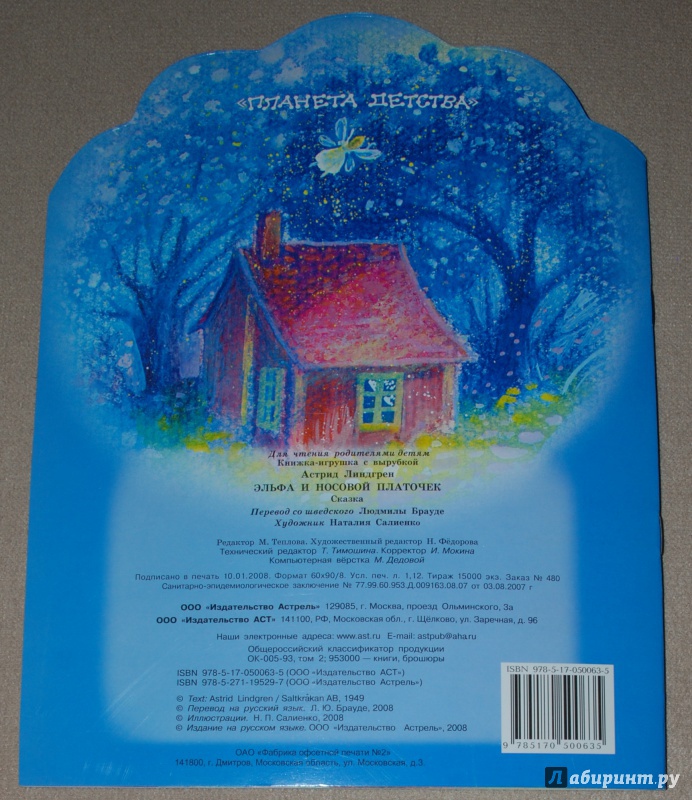 «ПЛАНЕТА ДЕТСТВА»
Для чтения родителями детям
Книжка-игрушка с вырубкой
Астрид Линдгрен
ЭЛЬФА И НОСОВОЙ ПЛАТОЧЕК
Сказка
Перевод со шведского Людмилы Брауде
Художник Наталия Салиенко
Редактор М. Теплова. Художественный редактор Н. Фёдорова
Технический редактор Т. Тимошина. Корректор И. Мокина
Компьютерная вёрстка М. Дедовой
Подписано в печать 10.01.2008. Формат 60х90/8. Усл. печ. л. 1,12. Тираж 15000 экз. Заказ № 480
Санитарно-эпидемиологическое заключение № 77.99.60.953.Д.009163.08.07 от 03.08.2007 г
ООО «Издательство Астрель» 129085, г. Москва, проезд Ольминского, 3а
ООО «Издательство АСТ» 141100, РФ, Московская обл., г. Щёлково, ул. Заречная, д. 96
Наши электронные адреса: www.ast.ru E-mail: astpub@aha.ru
Общероссийский классификатор продукции
ОК-005-93, том 2; 953000 — книги, брошюры
ISBN 978-5-17-050063-5 (ООО «Издательство АСТ»)
ISBN 978-5-271-19529-7 (ООО «Издательство Астрель»)
© Text: Astrid Lindgren / Saltkråkan AB, 1949
© Перевод на русский язык. Л. Ю. Брауде, 2008
© Иллюстрации. Н. П. Салиенко, 2008
© Издание на русском языке. ООО «Издательство Астрель», 2008
ОАО «Фабрика офсетной печати №2»
141800, г. Дмитров, Московская область, ул. Московская, д.3.
ISBN 978-5-17-050063-5
9 785170 500635
Лабиринт.ру